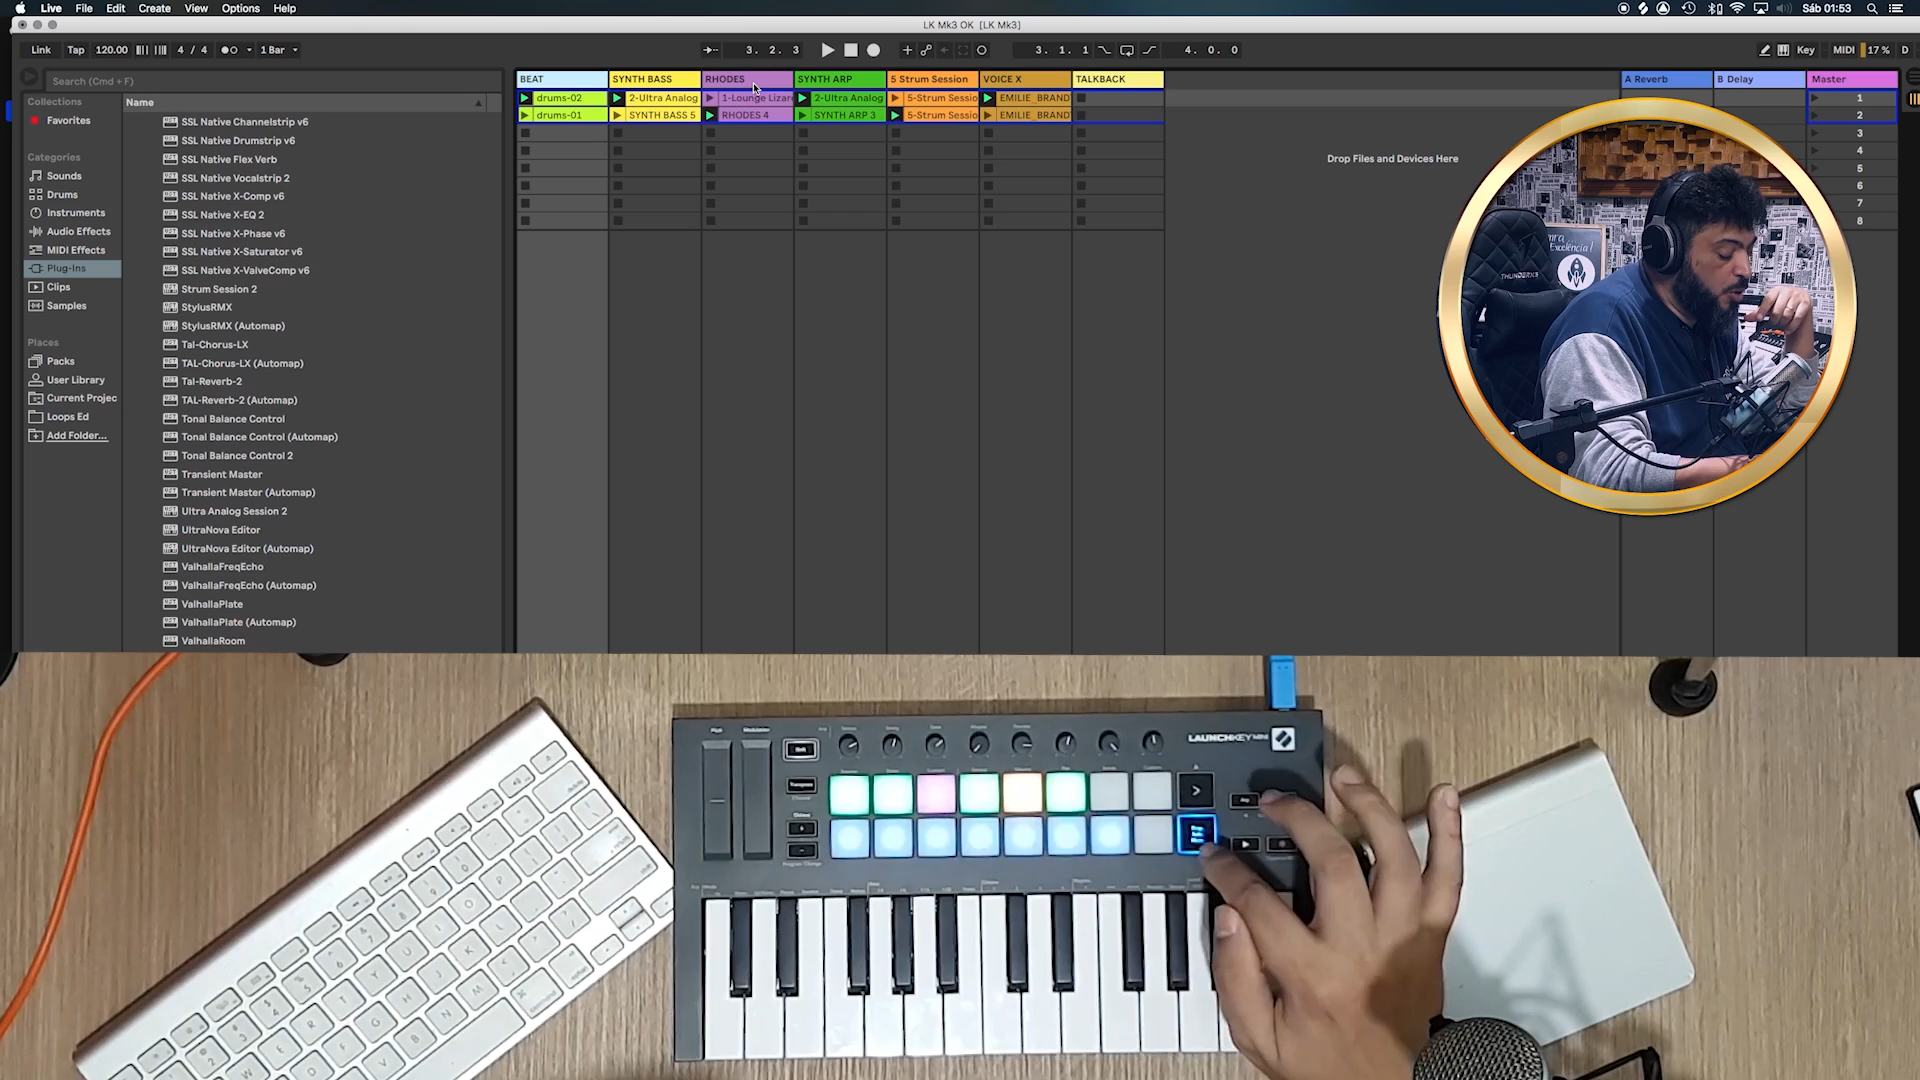 Live File Edit Create View Options Help
Sáb 01:53
LK Mk3 OK [LK Mk3]
Link Tap 120.00 4 / 4 1 Bar
3. 2. 3
3. 1. 1
4. 0. 0
Key MIDI 17 % D
Search (Cmd + F)
Collections
Favorites
Categories
Sounds
Drums
Instruments
Audio Effects
MIDI Effects
Plug-Ins
Clips
Samples
Places
Packs
User Library
Current Projec
Loops Ed
Add Folder...
Name
SSL Native Channelstrip v6
SSL Native Drumstrip v6
SSL Native Flex Verb
SSL Native Vocalstrip 2
SSL Native X-Comp v6
SSL Native X-EQ 2
SSL Native X-Phase v6
SSL Native X-Saturator v6
SSL Native X-ValveComp v6
Strum Session 2
StylusRMX
StylusRMX (Automap)
Tal-Chorus-LX
TAL-Chorus-LX (Automap)
Tal-Reverb-2
TAL-Reverb-2 (Automap)
Tonal Balance Control
Tonal Balance Control (Automap)
Tonal Balance Control 2
Transient Master
Transient Master (Automap)
Ultra Analog Session 2
UltraNova Editor
UltraNova Editor (Automap)
ValhallaFreqEcho
ValhallaFreqEcho (Automap)
ValhallaPlate
ValhallaPlate (Automap)
ValhallaRoom
BEAT SYNTH BASS RHODES SYNTH ARP 5 Strum Session VOICE X TALKBACK
drums-02 2-Ultra Analog 1-Lounge Lizar 2-Ultra Analog 5-Strum Sessio EMILIE_BRAND
drums-01 SYNTH BASS 5 RHODES 4 SYNTH ARP 3 5-Strum Sessio EMILIE_BRAND
Drop Files and Devices Here
A Reverb B Delay Master
1
2
3
4
5
6
7
8
THUNDERX3
LAUNCHKEY MINI